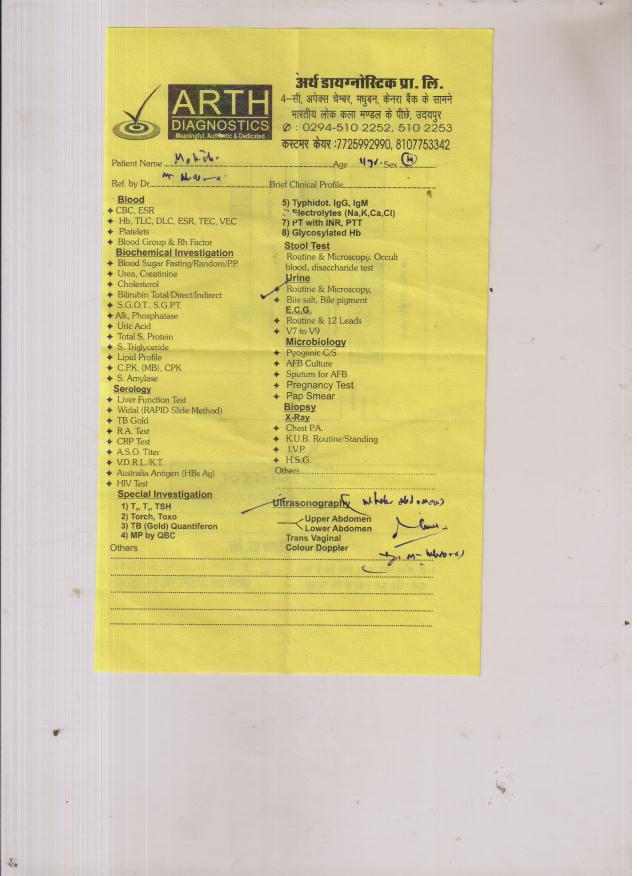 ARTH
DIAGNOSTICS
Meaningful, Authentic & Dedicated
अर्थ डायग्नोस्टिक प्रा. लि.
4–सी, अपेक्स चेम्बर, मधुबन, केनरा बैंक के सामने
भारतीय लोक कला मण्डल के पीछे, उदयपुर
✆ : 0294-510 2252, 510 2253
कस्टमर केयर :7725992990, 8107753342
Patient Name Age 4yr. Sex M
Ref. by Dr. Brief Clinical Profile
Blood
CBC, ESR
Hb, TLC, DLC, ESR, TEC, VEC
Platelets
Blood Group & Rh Factor
Biochemical Investigation
Blood Sugar Fasting/Random/P.P.
Urea, Creatinine
Cholesterol
Bilirubin Total/Direct/Indirect
S.G.O.T., S.G.P.T.
Alk, Phosphatase
Uric Acid
Total S. Protein
S. Triglyceride
Lipid Profile
C.P.K. (MB), CPK
S. Amylase
Serology
Liver Function Test
Widal (RAPID Slide Method)
TB Gold
R.A. Test
CRP Test
A.S.O. Titer
V.D.R.L./K.T.
Australia Antigen (HBs Ag)
HIV Test
Special Investigation
1) T₃, T₄, TSH
2) Torch, Toxo
3) TB (Gold) Quantiferon
4) MP by QBC
Others
5) Typhidot. IgG, IgM
Electrolytes (Na,K,Ca,Cl)
7) PT with INR, PTT
8) Glycosylated Hb
Stool Test
Routine & Microscopy. Occult
blood, disaccharide test
Urine
Routine & Microscopy,
Bile salt, Bile pigment
E.C.G.
Routine & 12 Leads
V7 to V9
Microbiology
Pyogenic C/S
AFB Culture
Sputum for AFB
Pregnancy Test
Pap Smear
Biopsy
X-Ray
Chest P.A.
K.U.B. Routine/Standing
I.V.P.
H.S.G.
Others
Ultrasonography whole abdomen
Upper Abdomen
Lower Abdomen
Trans Vaginal
Colour Doppler